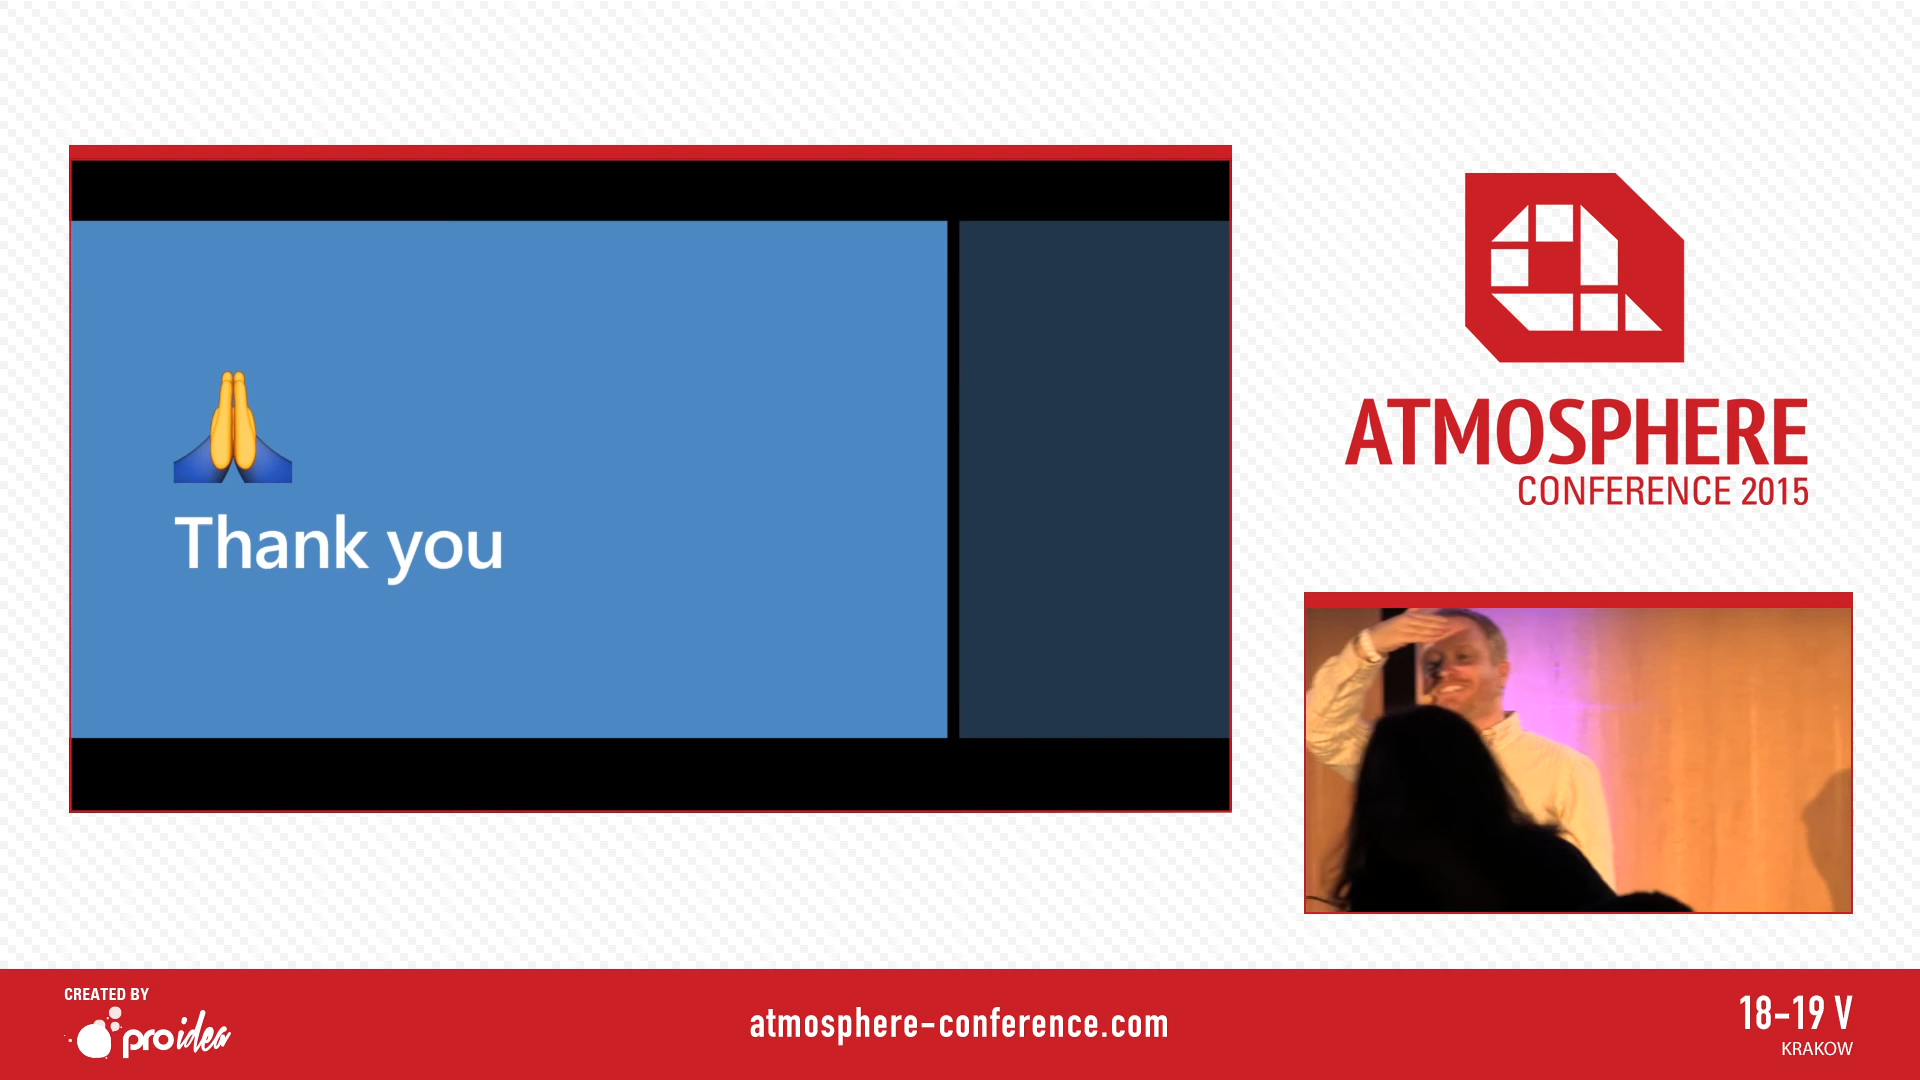 Thank you
ATMOSPHERE
CONFERENCE 2015
CREATED BY
proidea
atmosphere-conference.com
18-19 V
KRAKOW